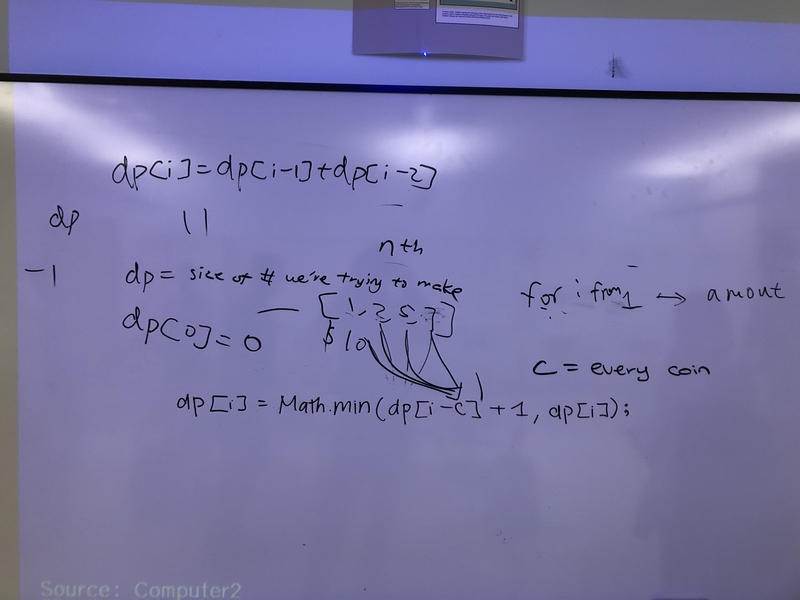 dp[i]=dp[i-1]+dp[i-2]
dp 11
nth
-1 dp= size of # we're trying to make
[1,2,5,7]
for i from 1 → amout
dp[0]=0 $10
c = every coin
dp[i] = Math.min(dp[i-c]+1, dp[i]);
Source: Computer2